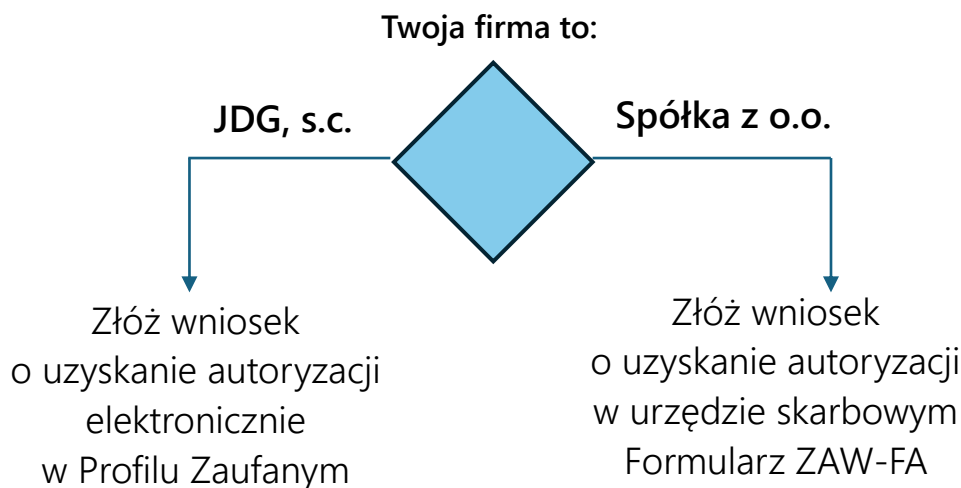 Twoja firma to:
JDG, s.c.
Spółka z o.o.
Złóż wniosek
o uzyskanie autoryzacji
elektronicznie
w Profilu Zaufanym
Złóż wniosek
o uzyskanie autoryzacji
w urzędzie skarbowym
Formularz ZAW-FA